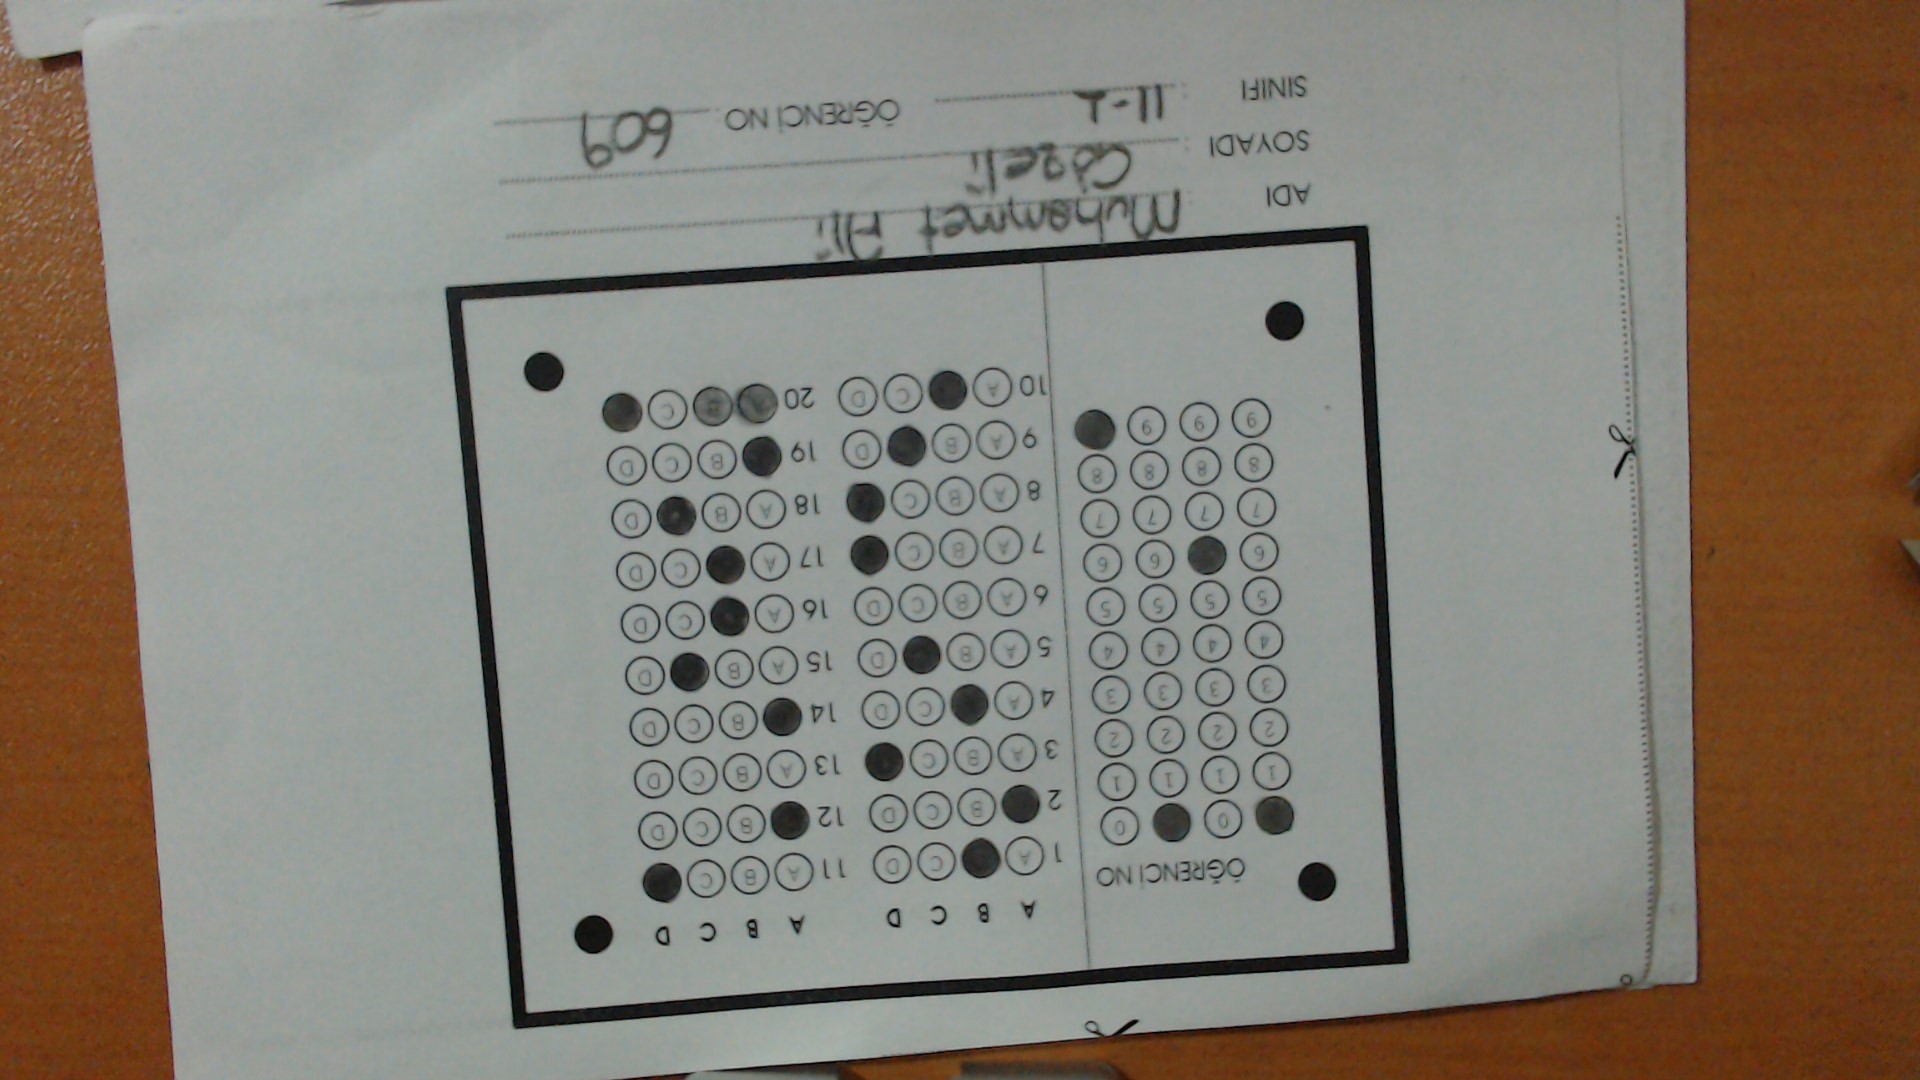 ÖĞRENCİ NO
0 0
1 1 1 1
2 2 2 2
3 3 3 3
4 4 4 4
5 5 5 5
6 6 6
7 7 7 7
8 8 8 8
9 9 9
A B C D
1 A C D
2 B C D
3 A B C
4 A C D
5 A B D
6 A B C D
7 A B C
8 A B C
9 A B D
10 A C D
A B C D
11 A B C
12 B C D
13 A B C D
14 B C D
15 A B D
16 A C D
17 A C D
18 A B D
19 B C D
20 A B C
ADI : Muhammet Ali
SOYADI :
SINIFI : 11-L ÖĞRENCİ NO 609